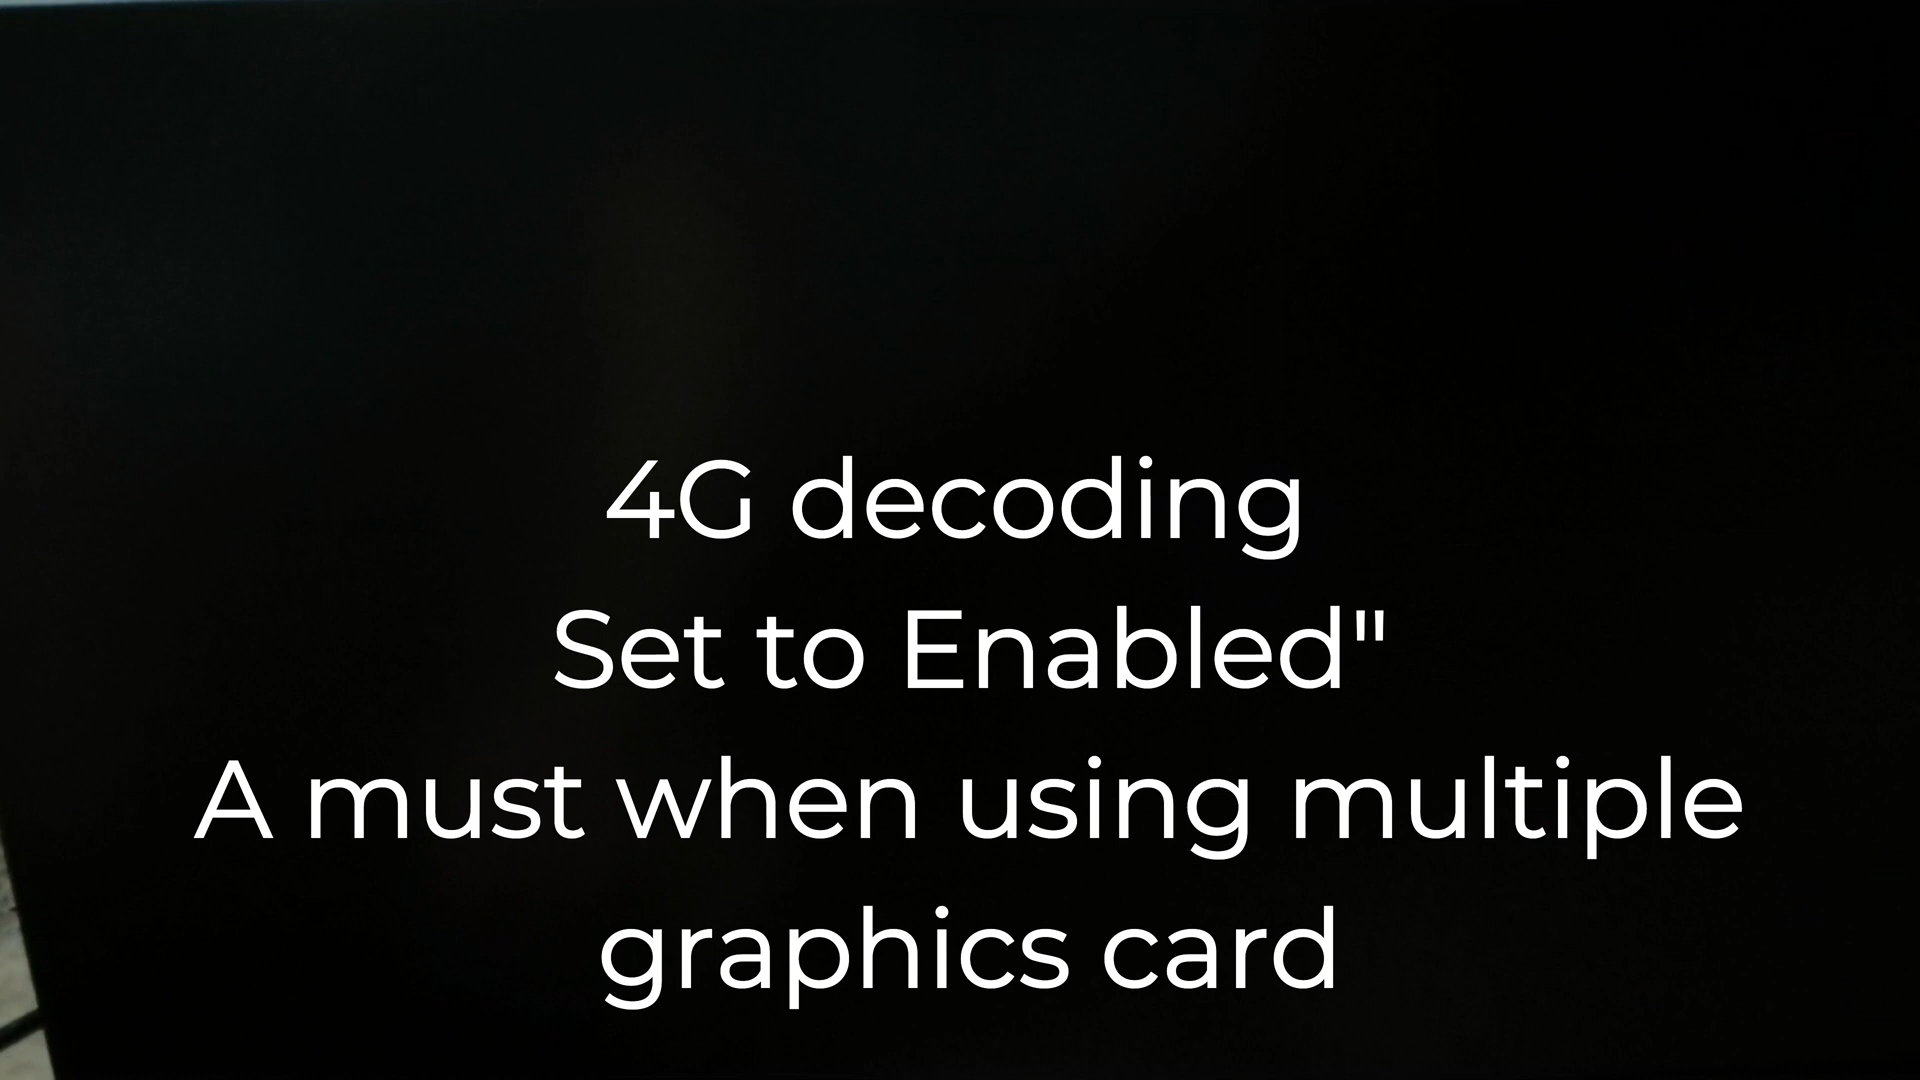 4G decoding
Set to Enabled"
A must when using multiple
graphics card